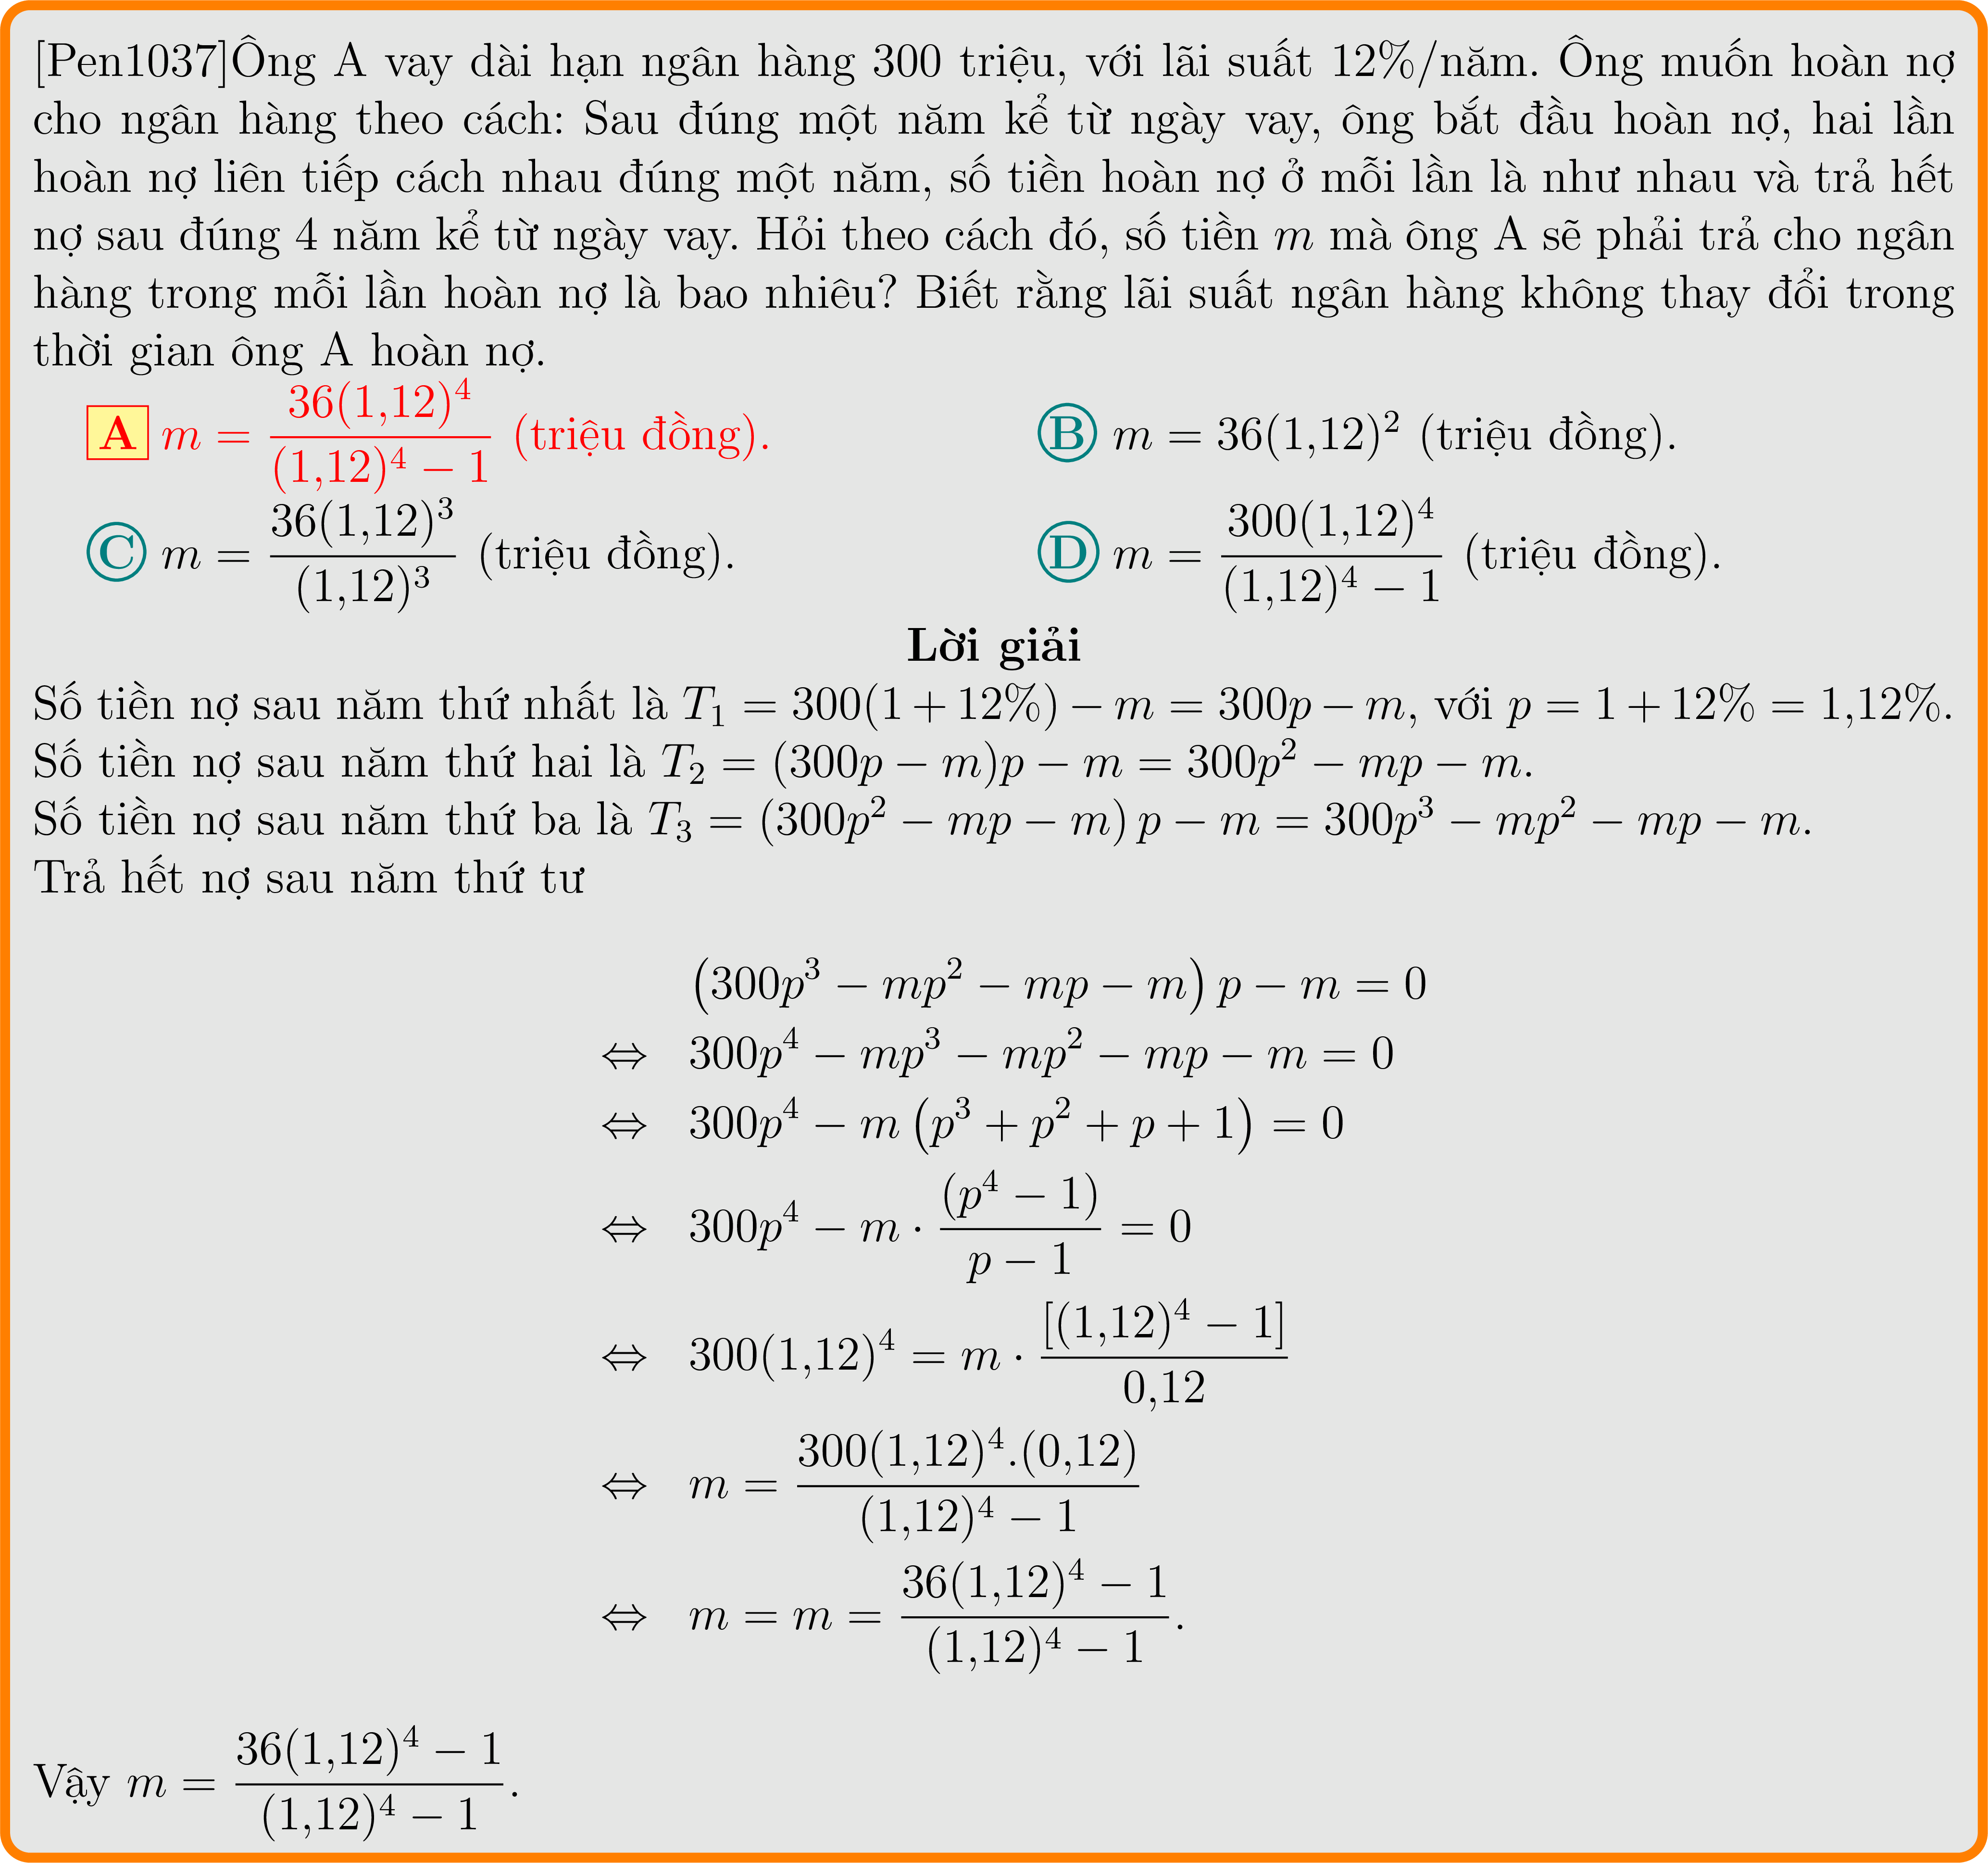 [Pen1037]Ông A vay dài hạn ngân hàng 300 triệu, với lãi suất 12%/năm. Ông muốn hoàn nợ
cho ngân hàng theo cách: Sau đúng một năm kể từ ngày vay, ông bắt đầu hoàn nợ, hai lần
hoàn nợ liên tiếp cách nhau đúng một năm, số tiền hoàn nợ ở mỗi lần là như nhau và trả hết
nợ sau đúng 4 năm kể từ ngày vay. Hỏi theo cách đó, số tiền m mà ông A sẽ phải trả cho ngân
hàng trong mỗi lần hoàn nợ là bao nhiêu? Biết rằng lãi suất ngân hàng không thay đổi trong
thời gian ông A hoàn nợ.
A $m = \frac{36(1{,}12)^4}{(1{,}12)^4 - 1}$ (triệu đồng).
B $m = 36(1{,}12)^2$ (triệu đồng).
C $m = \frac{36(1{,}12)^3}{(1{,}12)^3}$ (triệu đồng).
D $m = \frac{300(1{,}12)^4}{(1{,}12)^4 - 1}$ (triệu đồng).
Lời giải
Số tiền nợ sau năm thứ nhất là $T_1 = 300(1 + 12\%) - m = 300p - m$, với $p = 1 + 12\% = 1{,}12\%$.
Số tiền nợ sau năm thứ hai là $T_2 = (300p - m)p - m = 300p^2 - mp - m$.
Số tiền nợ sau năm thứ ba là $T_3 = (300p^2 - mp - m)\,p - m = 300p^3 - mp^2 - mp - m$.
Trả hết nợ sau năm thứ tư
$(300p^3 - mp^2 - mp - m)\,p - m = 0$
$\Leftrightarrow 300p^4 - mp^3 - mp^2 - mp - m = 0$
$\Leftrightarrow 300p^4 - m\,(p^3 + p^2 + p + 1) = 0$
$\Leftrightarrow 300p^4 - m \cdot \frac{(p^4 - 1)}{p - 1} = 0$
$\Leftrightarrow 300(1{,}12)^4 = m \cdot \frac{[(1{,}12)^4 - 1]}{0{,}12}$
$\Leftrightarrow m = \frac{300(1{,}12)^4.(0{,}12)}{(1{,}12)^4 - 1}$
$\Leftrightarrow m = m = \frac{36(1{,}12)^4 - 1}{(1{,}12)^4 - 1}.$
Vậy $m = \frac{36(1{,}12)^4 - 1}{(1{,}12)^4 - 1}$.